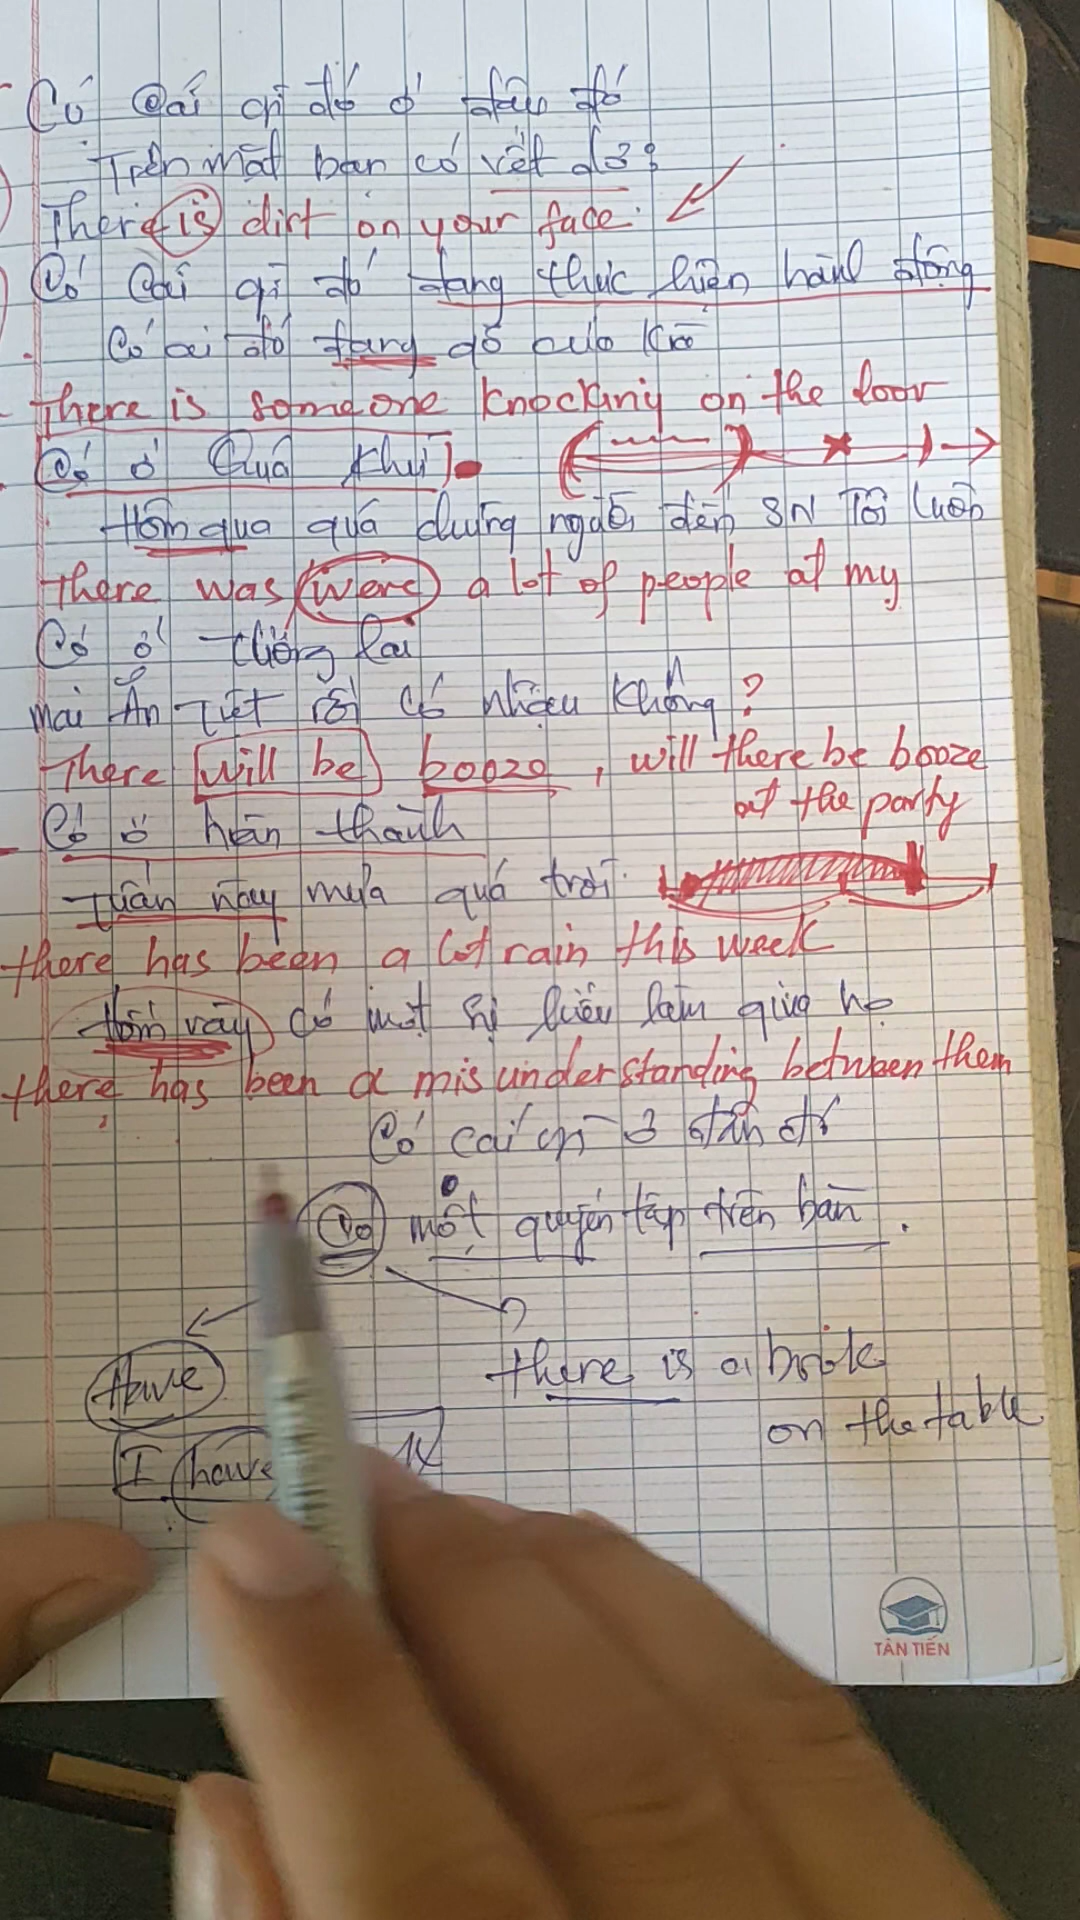 Có cái gì đó ở đâu đó
Trên mặt bạn có vết dơ
There is dirt on your face.
Có cái gì đó đang thực hiện hành động
Có ai đó đang gõ cửa kìa
There is someone knocking on the door
Có ở Quá khứ
Hôm qua quá chừng người đến SN Tôi luôn
There was were a lot of people at my
Có ở tương lai
Mai Ăn Tiệc rồi có nhiều không?
There will be booze, will there be booze
at the party
Có ở hoàn thành
tuần này mưa quá trời
there has been a lot rain this week
Hổm rày có một sự hiểu lầm giữa họ
there has been a misunderstanding between them
Có cái gì ở đâu đó
Có một quyển tập trên bàn.
Have
there is a book
on the table
I have
TÂN TIẾN